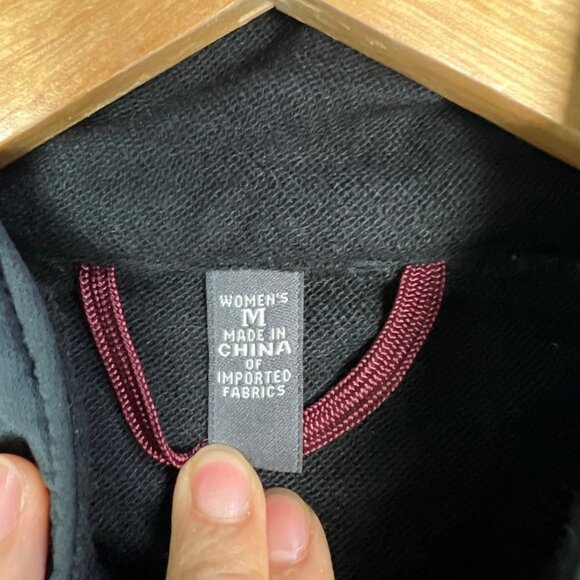 WOMEN'S
M
MADE IN
CHINA
OF
IMPORTED
FABRICS